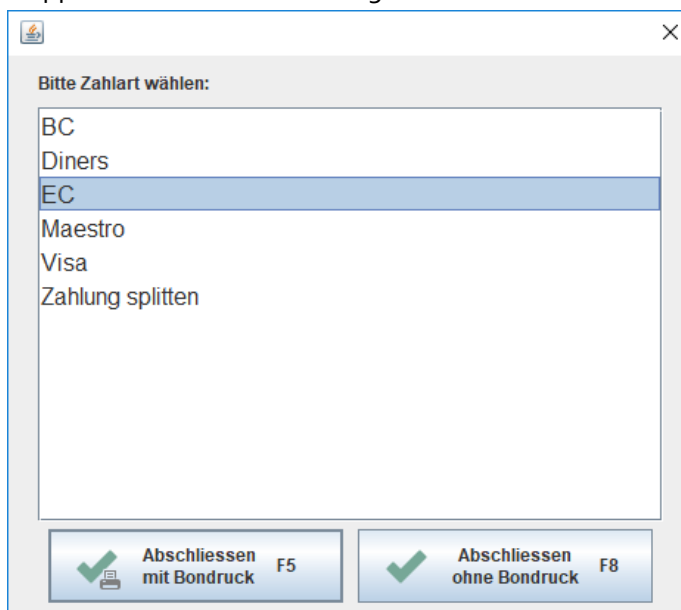 Bitte Zahlart wählen:
BC
Diners
EC
Maestro
Visa
Zahlung splitten
Abschliessen
mit Bondruck
F5
Abschliessen
ohne Bondruck
F8